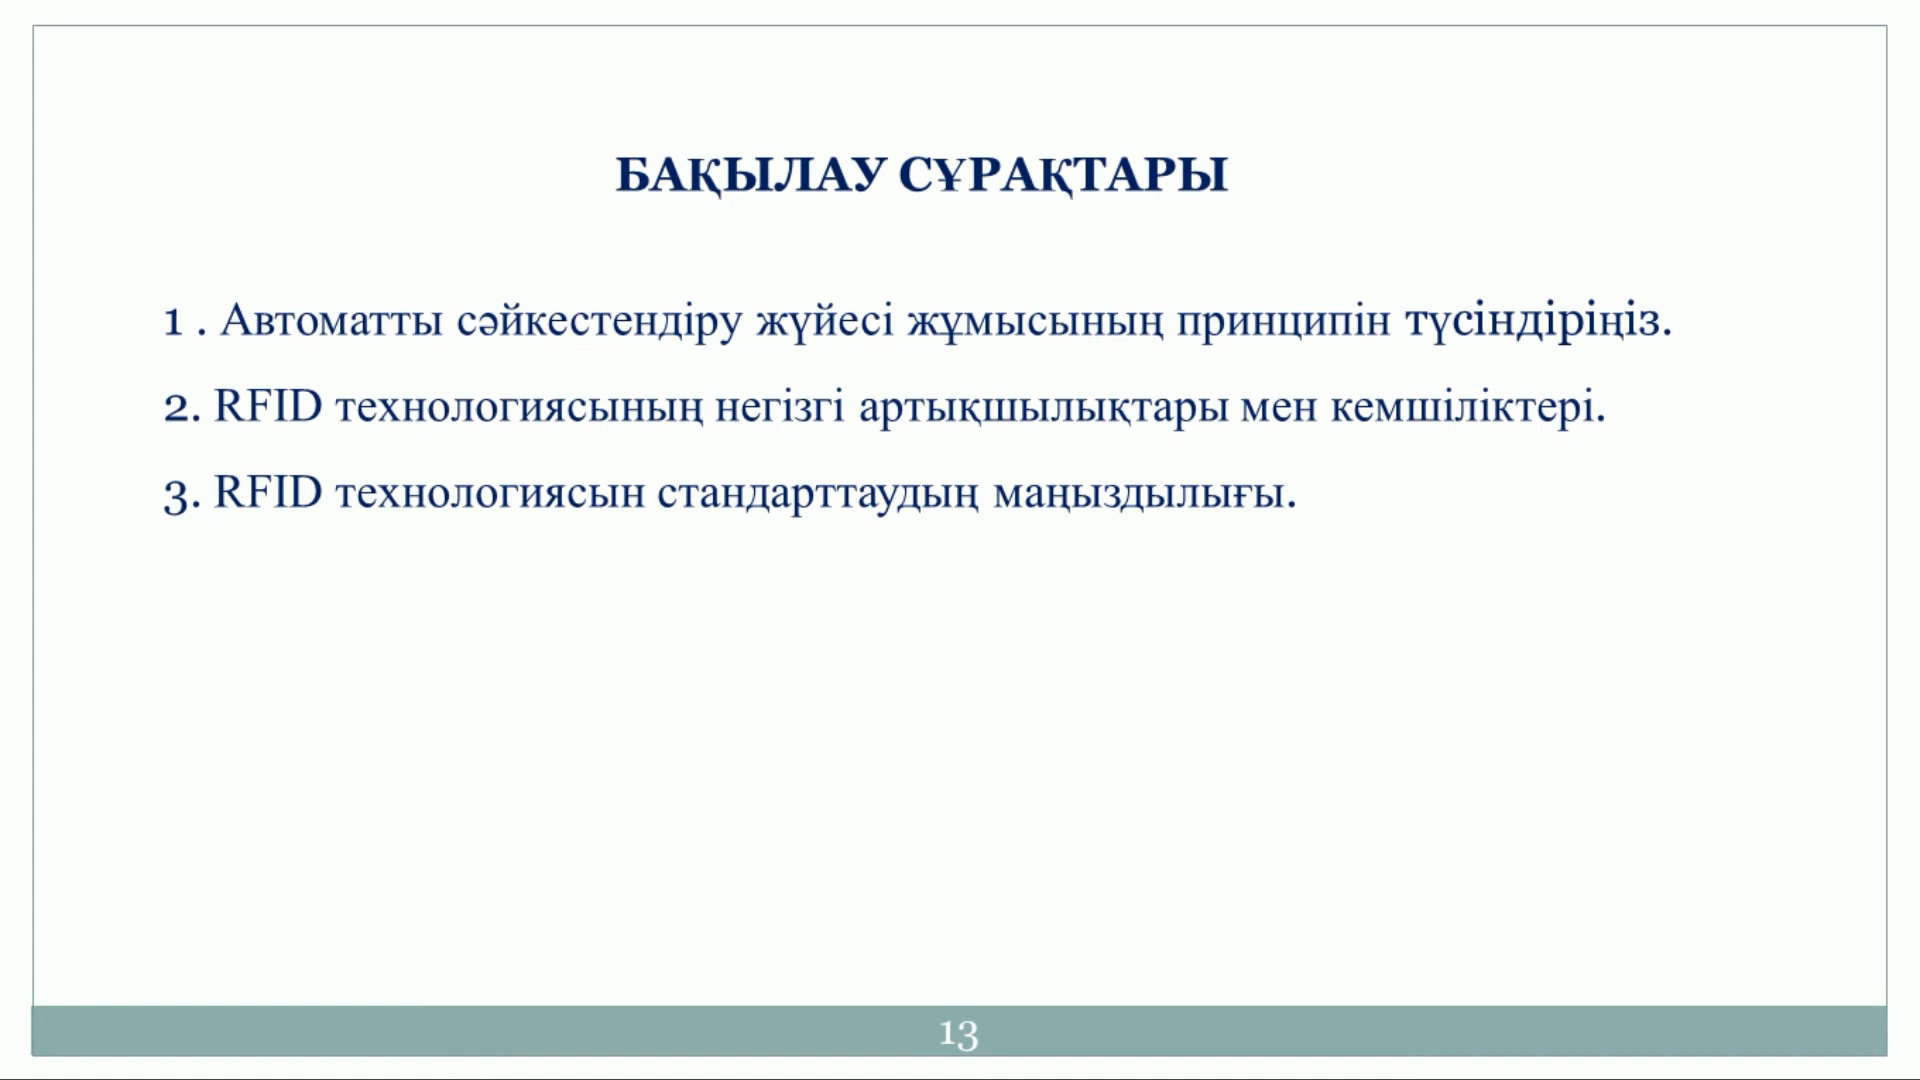 БАҚЫЛАУ СҰРАҚТАРЫ
1 . Автоматты сәйкестендіру жүйесі жұмысының принципін түсіндіріңіз.
2. RFID технологиясының негізгі артықшылықтары мен кемшіліктері.
3. RFID технологиясын стандарттаудың маңыздылығы.
13